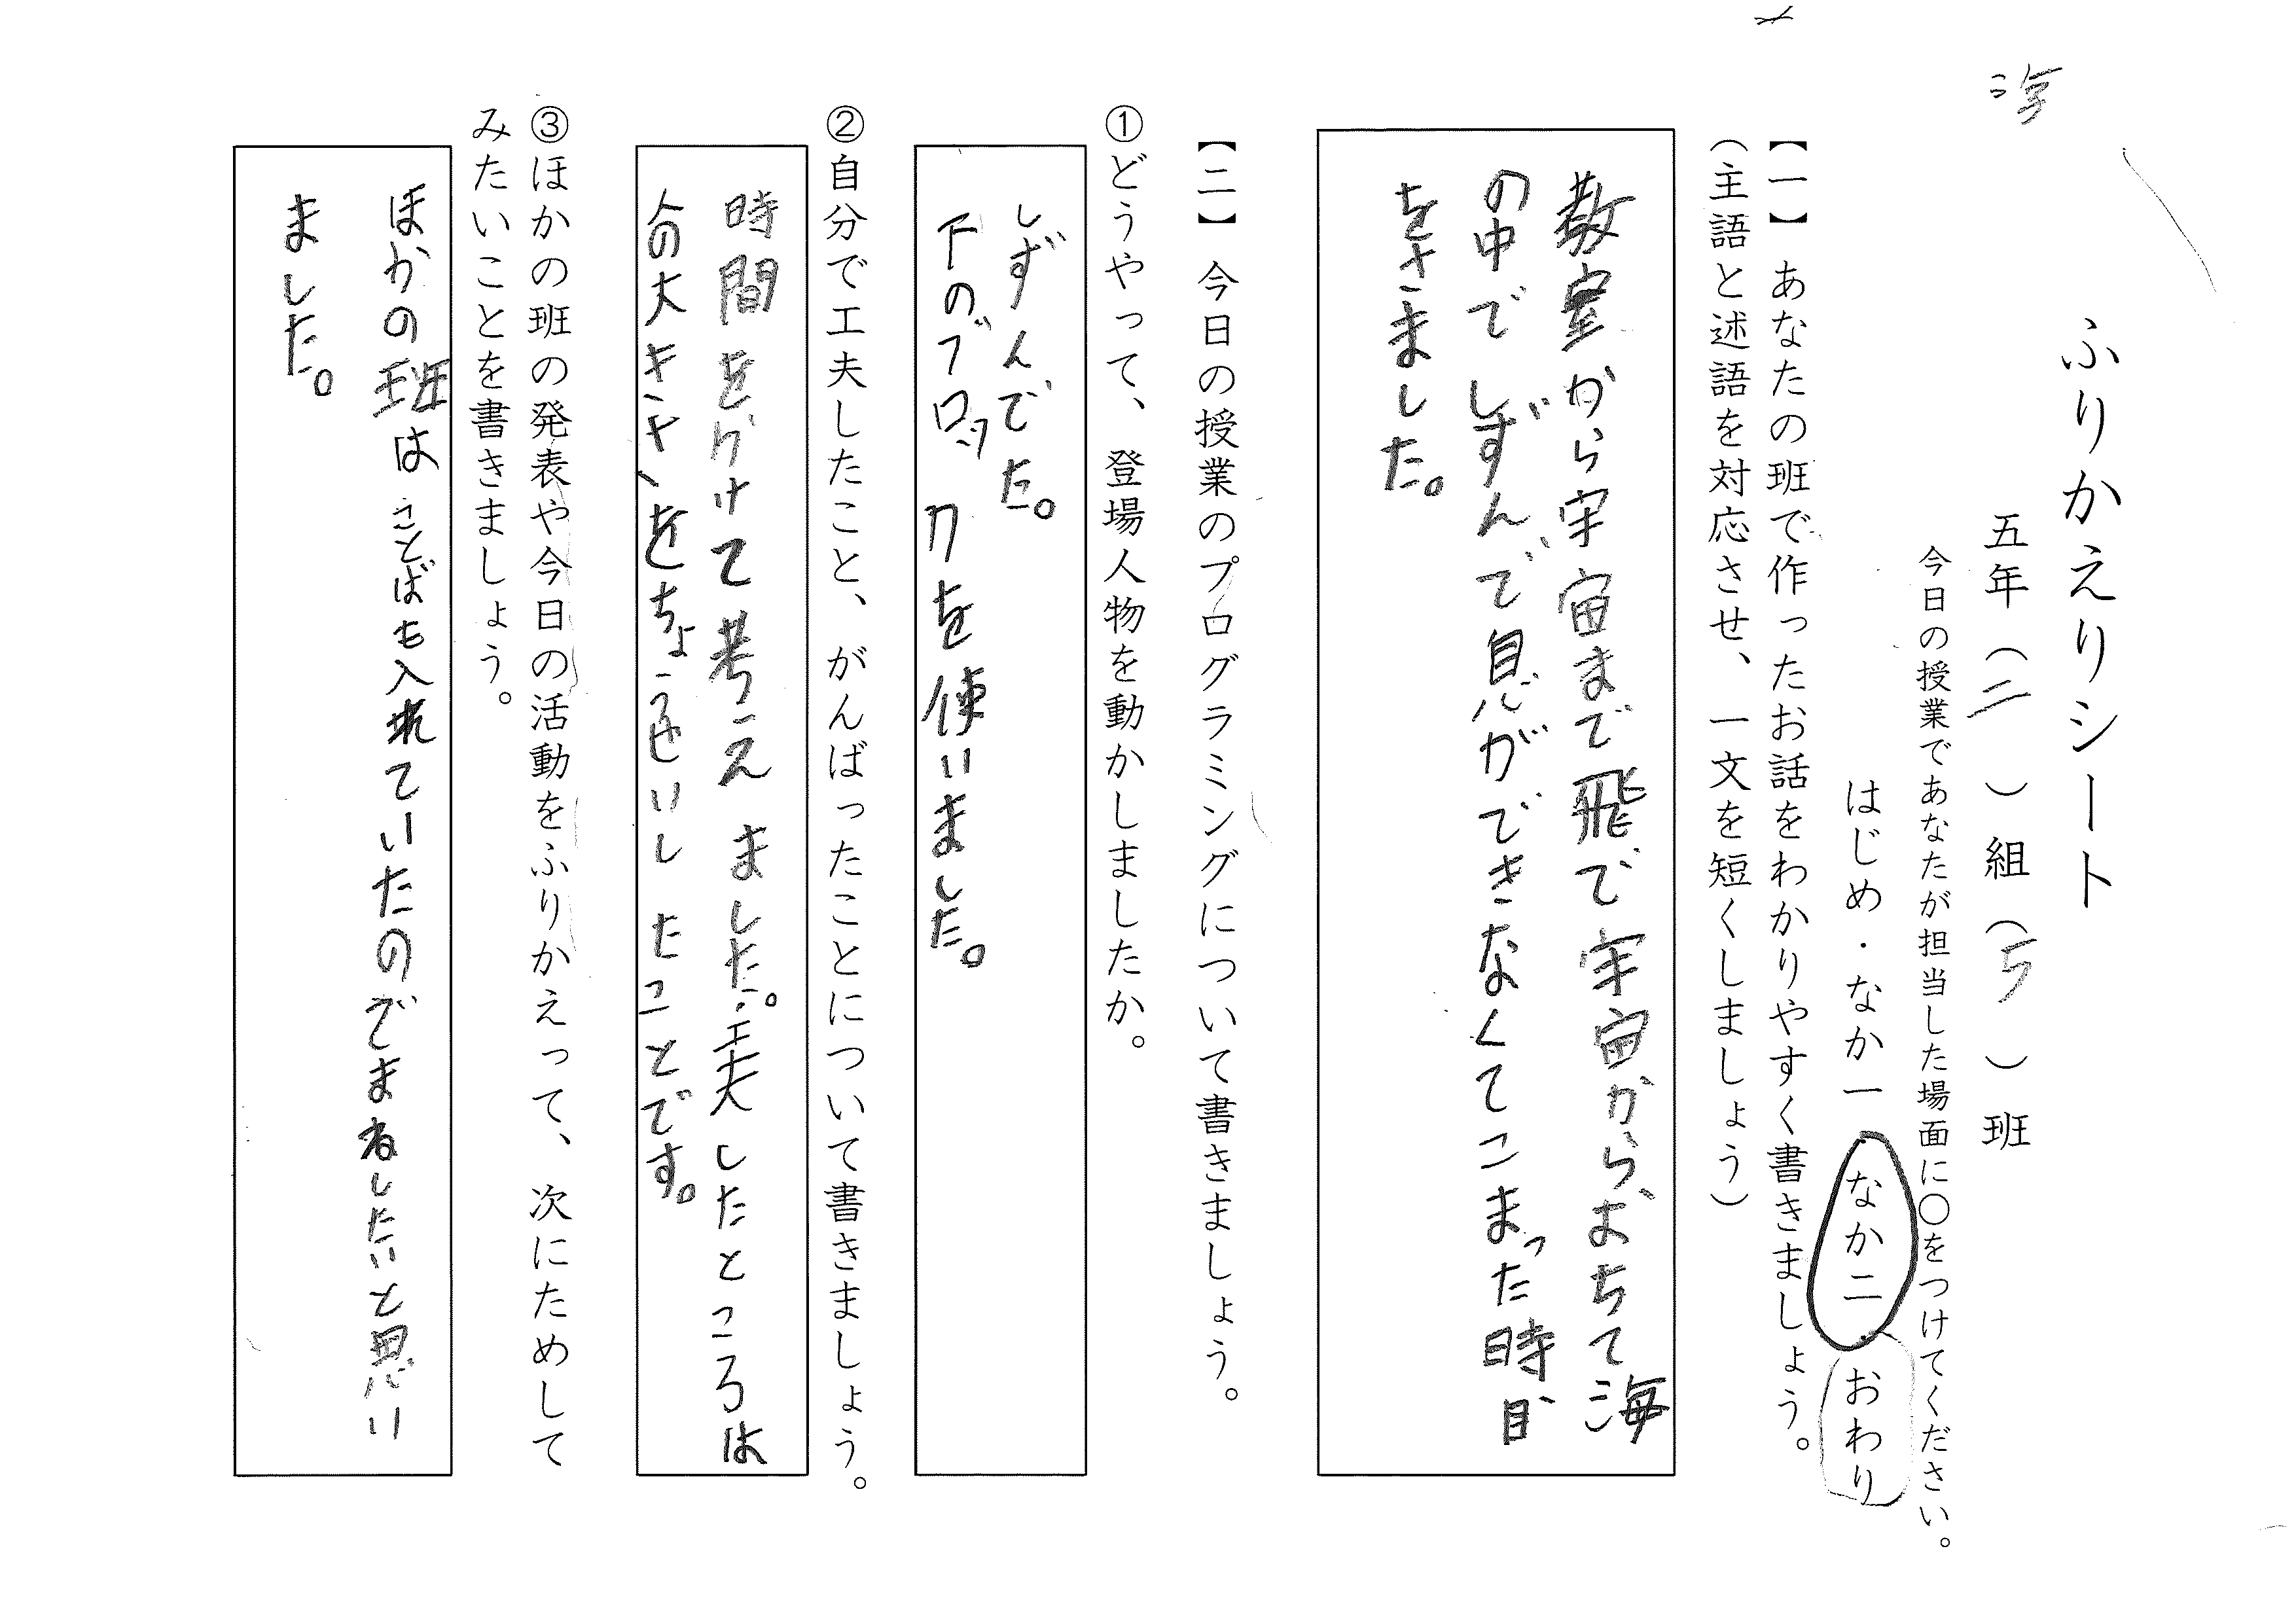 ふりかえりシート
五年(二)組(5)班
今日の授業であなたが担当した場面に○をつけてください。
はじめ・なか一 なか二 おわり
【一】あなたの班で作ったお話をわかりやすく書きましょう。
(主語と述語を対応させ、一文を短くしましょう)
教室から宇宙まで飛で宇宙から、おちて海
の中でしずんで息ができなくてこまった時目が
をさました。
【二】今日の授業のプログラミングについて書きましょう。
①どうやって、登場人物を動かしましたか。
しずんでた。
下のブロック
を使いました。
②自分で工夫したこと、がんばったことについて書きましょう。
時間をかけて考えました。工夫したところは
人の大きさをちょうせいしたことです。
③ほかの班の発表や今日の活動をふりかえって、次にためして
みたいことを書きましょう。
ほかの班はことばも入れていたのでまねしたいと思い
ました。